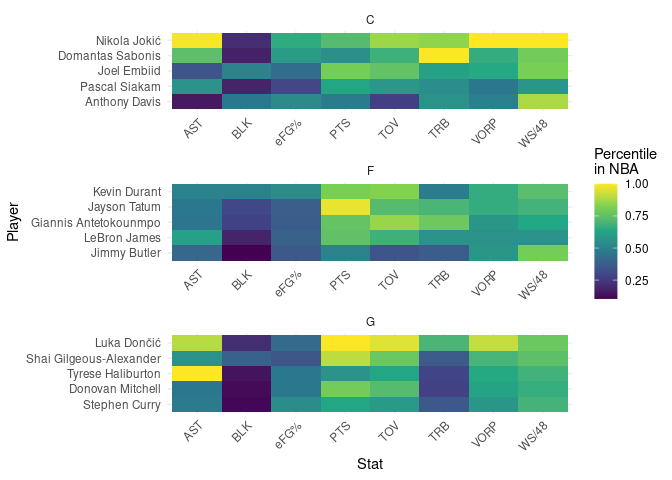 C
Nikola Jokić
Domantas Sabonis
Joel Embiid
Pascal Siakam
Anthony Davis
AST BLK eFG% PTS TOV TRB VORP WS/48
F
Kevin Durant
Jayson Tatum
Giannis Antetokounmpo
LeBron James
Jimmy Butler
AST BLK eFG% PTS TOV TRB VORP WS/48
G
Luka Dončić
Shai Gilgeous-Alexander
Tyrese Haliburton
Donovan Mitchell
Stephen Curry
AST BLK eFG% PTS TOV TRB VORP WS/48
Stat
Player
Percentile
in NBA
1.00
0.75
0.50
0.25